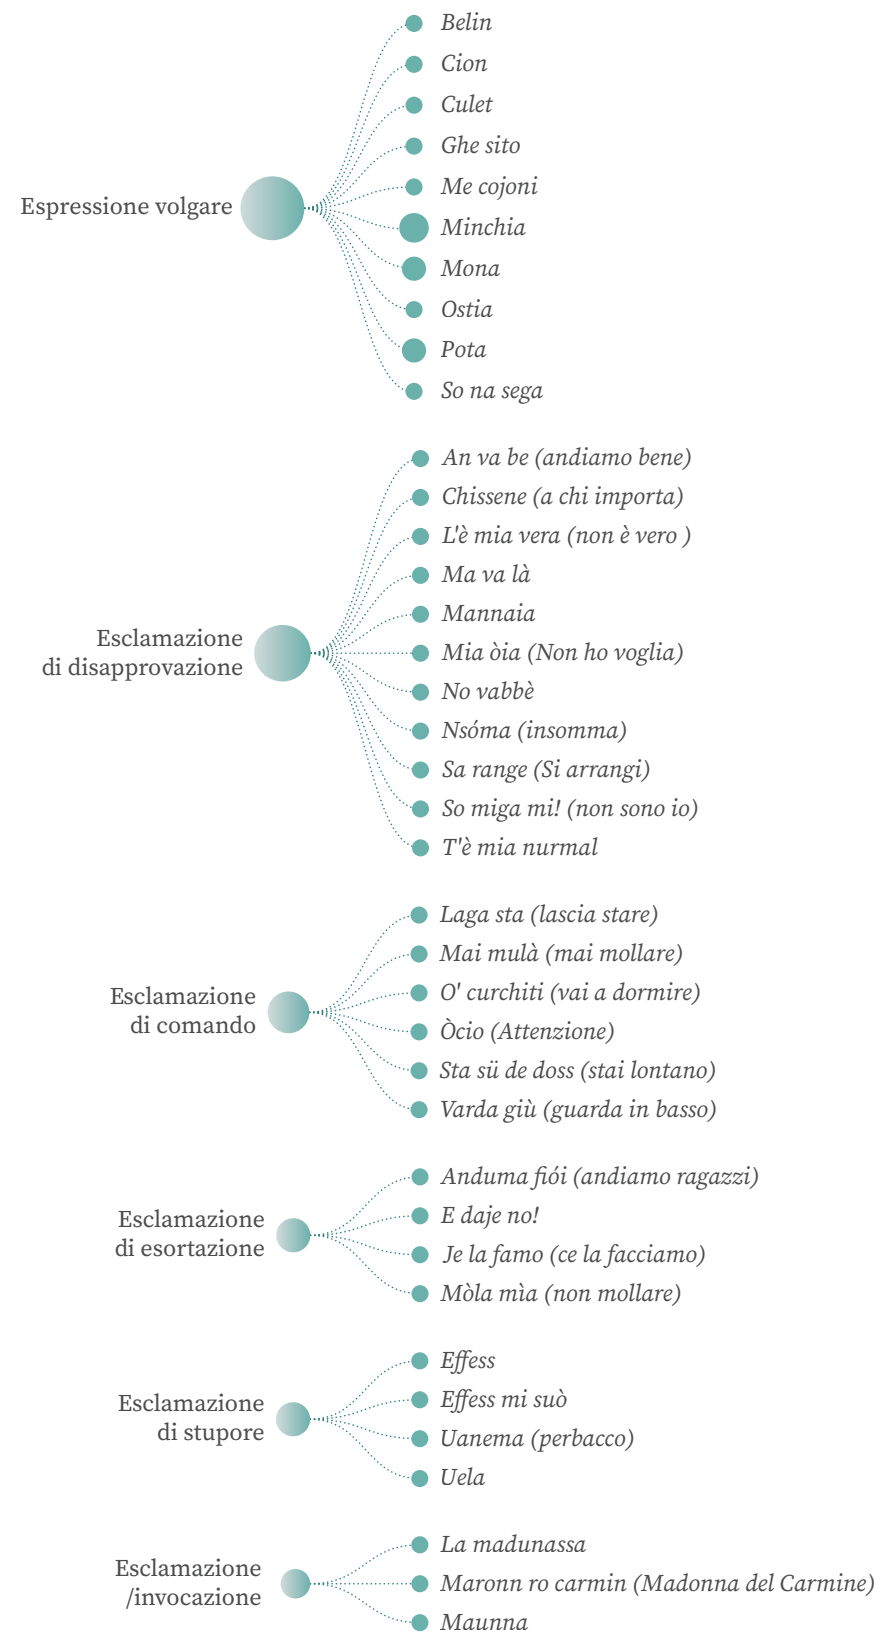 Espressione volgare
Belin
Cion
Culet
Ghe sito
Me cojoni
Minchia
Mona
Ostia
Pota
So na sega
Esclamazione
di disapprovazione
An va be (andiamo bene)
Chissene (a chi importa)
L'è mia vera (non è vero )
Ma va là
Mannaia
Mia òia (Non ho voglia)
No vabbè
Nsóma (insomma)
Sa range (Si arrangi)
So miga mi! (non sono io)
T'è mia nurmal
Esclamazione
di comando
Laga sta (lascia stare)
Mai mulà (mai mollare)
O' curchiti (vai a dormire)
Òcio (Attenzione)
Sta sü de doss (stai lontano)
Varda giù (guarda in basso)
Esclamazione
di esortazione
Anduma fiói (andiamo ragazzi)
E daje no!
Je la famo (ce la facciamo)
Mòla mìa (non mollare)
Esclamazione
di stupore
Effess
Effess mi suò
Uanema (perbacco)
Uela
Esclamazione
/invocazione
La madunassa
Maronn ro carmin (Madonna del Carmine)
Maunna